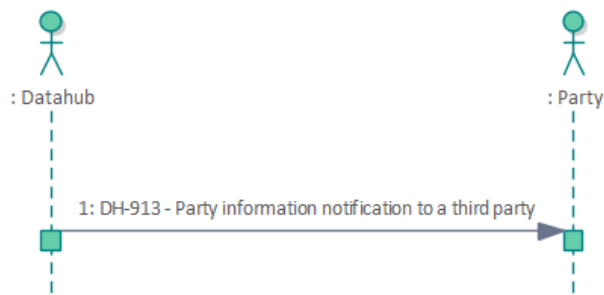 : Datahub
: Party
1: DH-913 - Party information notification to a third party